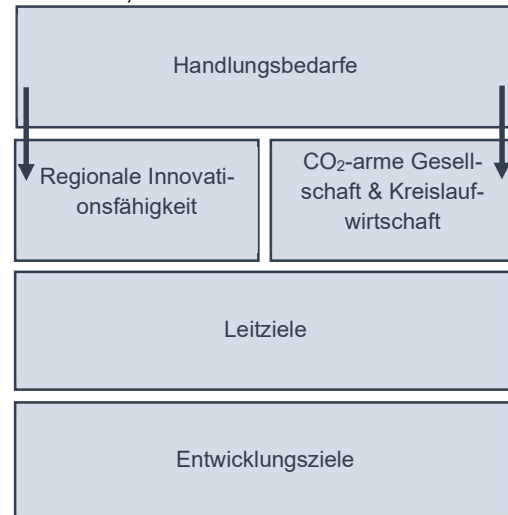 Handlungsbedarfe
Regionale Innovati-
onsfähigkeit
CO₂-arme Gesell-
schaft & Kreislauf-
wirtschaft
Leitziele
Entwicklungsziele